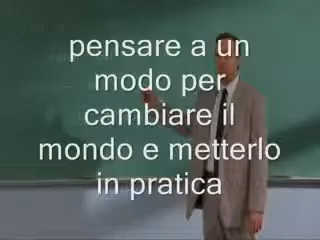 pensare a un
modo per
cambiare il
mondo e metterlo
in pratica